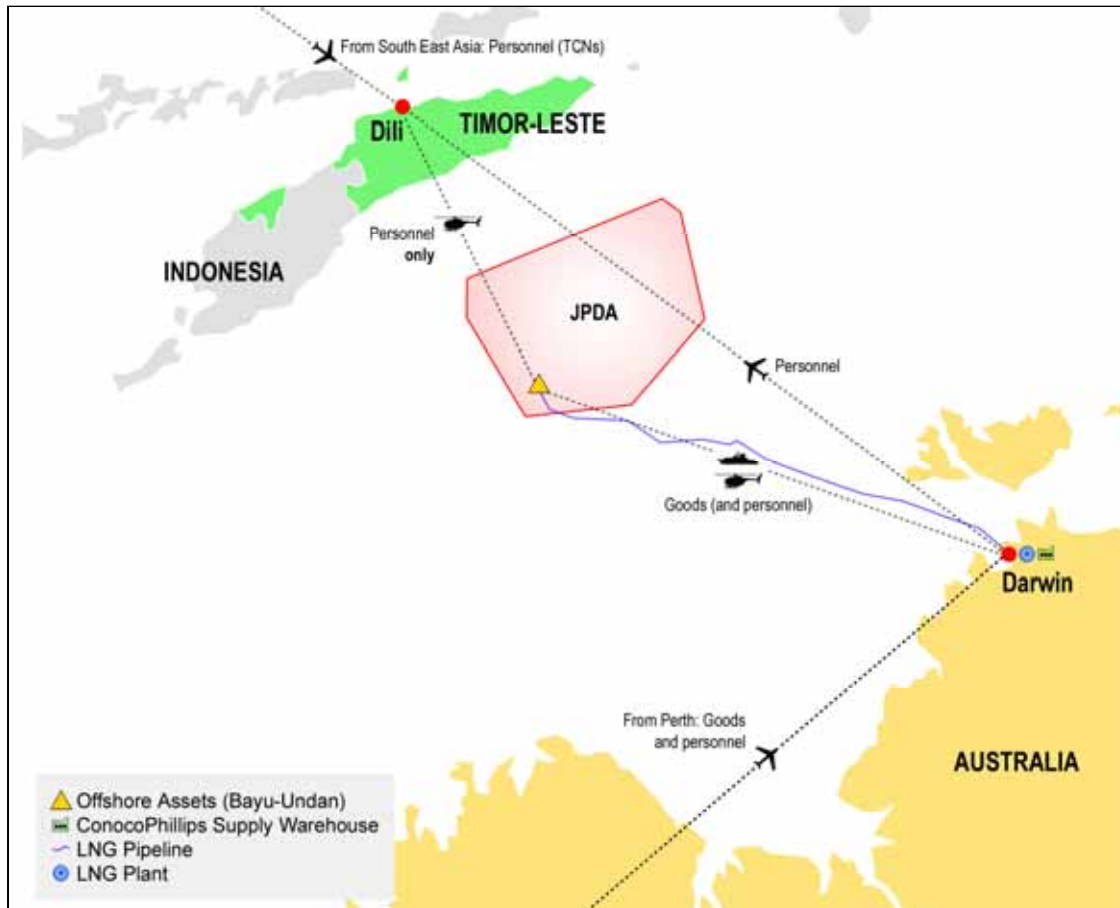 From South East Asia: Personnel (TCNs)
Dili
TIMOR-LESTE
Personnel
only
INDONESIA
JPDA
Personnel
Goods (and personnel)
Darwin
From Perth: Goods
and personnel
AUSTRALIA
Offshore Assets (Bayu-Undan)
ConocoPhillips Supply Warehouse
LNG Pipeline
LNG Plant